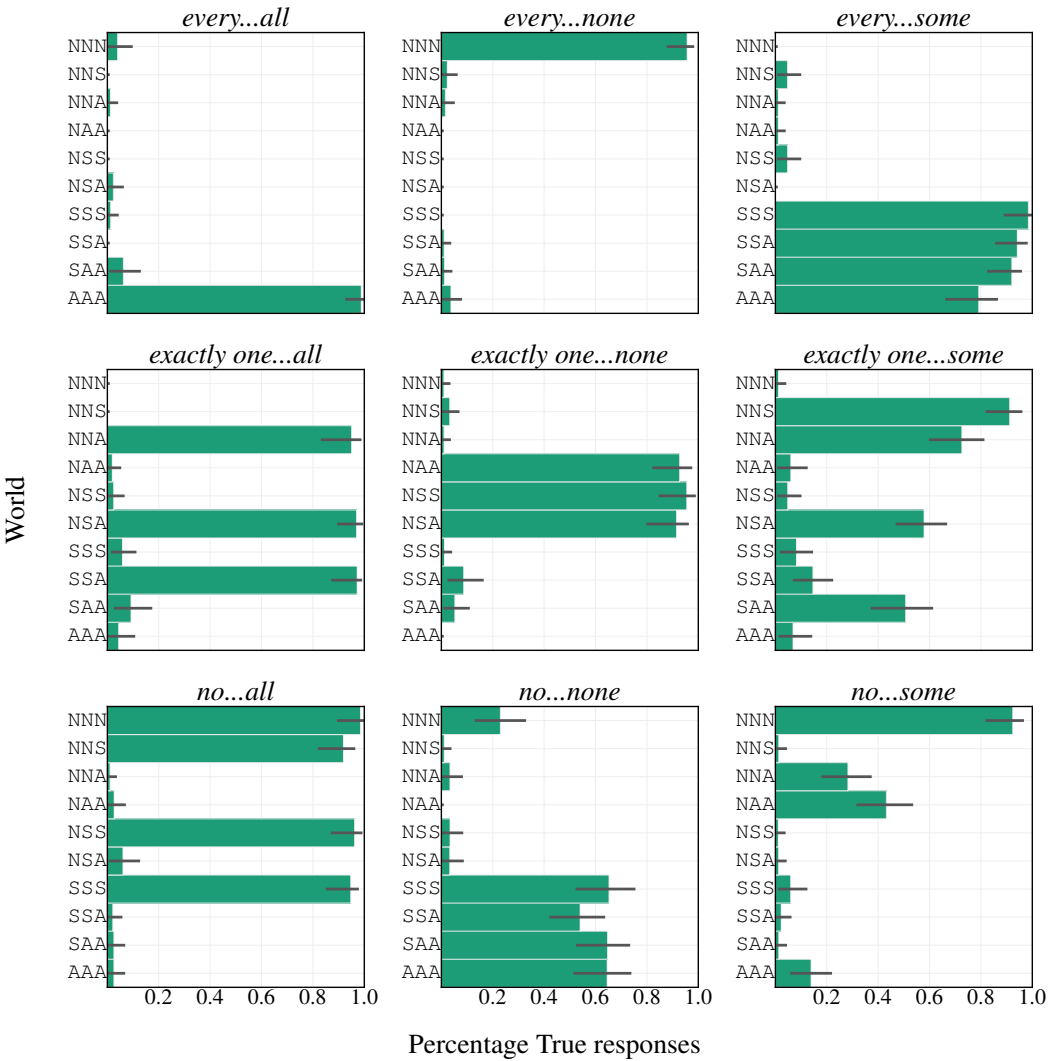 every...all every...none every...some
NNN NNN NNN
NNS NNS NNS
NNA NNA NNA
NAA NAA NAA
NSS NSS NSS
NSA NSA NSA
SSS SSS SSS
SSA SSA SSA
SAA SAA SAA
AAA AAA AAA
exactly one...all exactly one...none exactly one...some
NNN NNN NNN
NNS NNS NNS
NNA NNA NNA
NAA NAA NAA
NSS NSS NSS
NSA NSA NSA
SSS SSS SSS
SSA SSA SSA
SAA SAA SAA
AAA AAA AAA
World
no...all no...none no...some
NNN NNN NNN
NNS NNS NNS
NNA NNA NNA
NAA NAA NAA
NSS NSS NSS
NSA NSA NSA
SSS SSS SSS
SSA SSA SSA
SAA SAA SAA
AAA AAA AAA
0.2 0.4 0.6 0.8 1.0 0.2 0.4 0.6 0.8 1.0 0.2 0.4 0.6 0.8 1.0
Percentage True responses